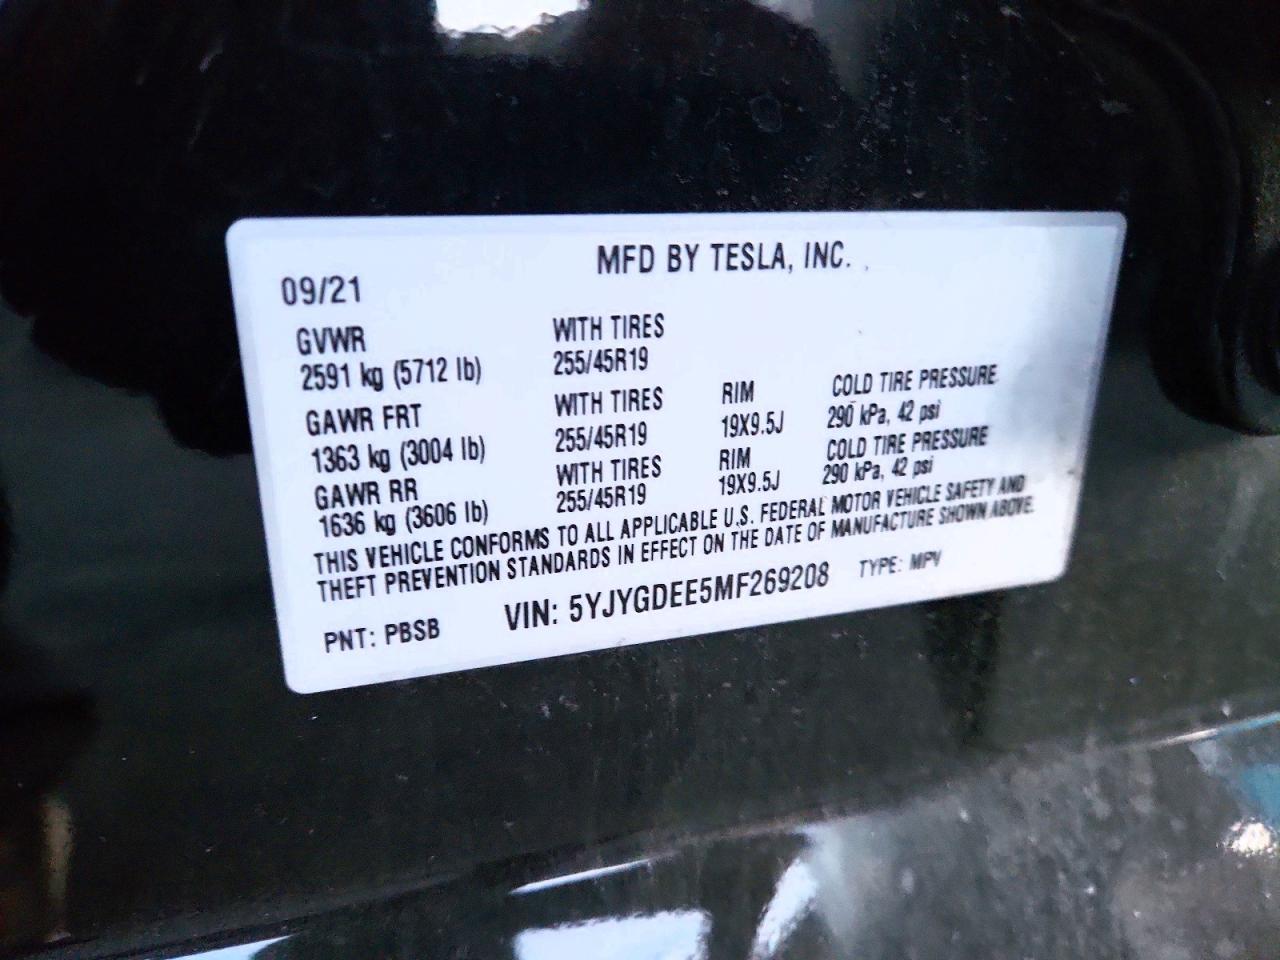 MFD BY TESLA, INC.
09/21
GVWR WITH TIRES
2591 kg (5712 lb) 255/45R19
GAWR FRT WITH TIRES RIM COLD TIRE PRESSURE
1363 kg (3004 lb) 255/45R19 19X9.5J 290 kPa, 42 psi
GAWR RR WITH TIRES RIM COLD TIRE PRESSURE
1636 kg (3606 lb) 255/45R19 19X9.5J 290 kPa, 42 psi
THIS VEHICLE CONFORMS TO ALL APPLICABLE U.S. FEDERAL MOTOR VEHICLE SAFETY AND
THEFT PREVENTION STANDARDS IN EFFECT ON THE DATE OF MANUFACTURE SHOWN ABOVE.
PNT: PBSB VIN: 5YJYGDEE5MF269208 TYPE: MPV